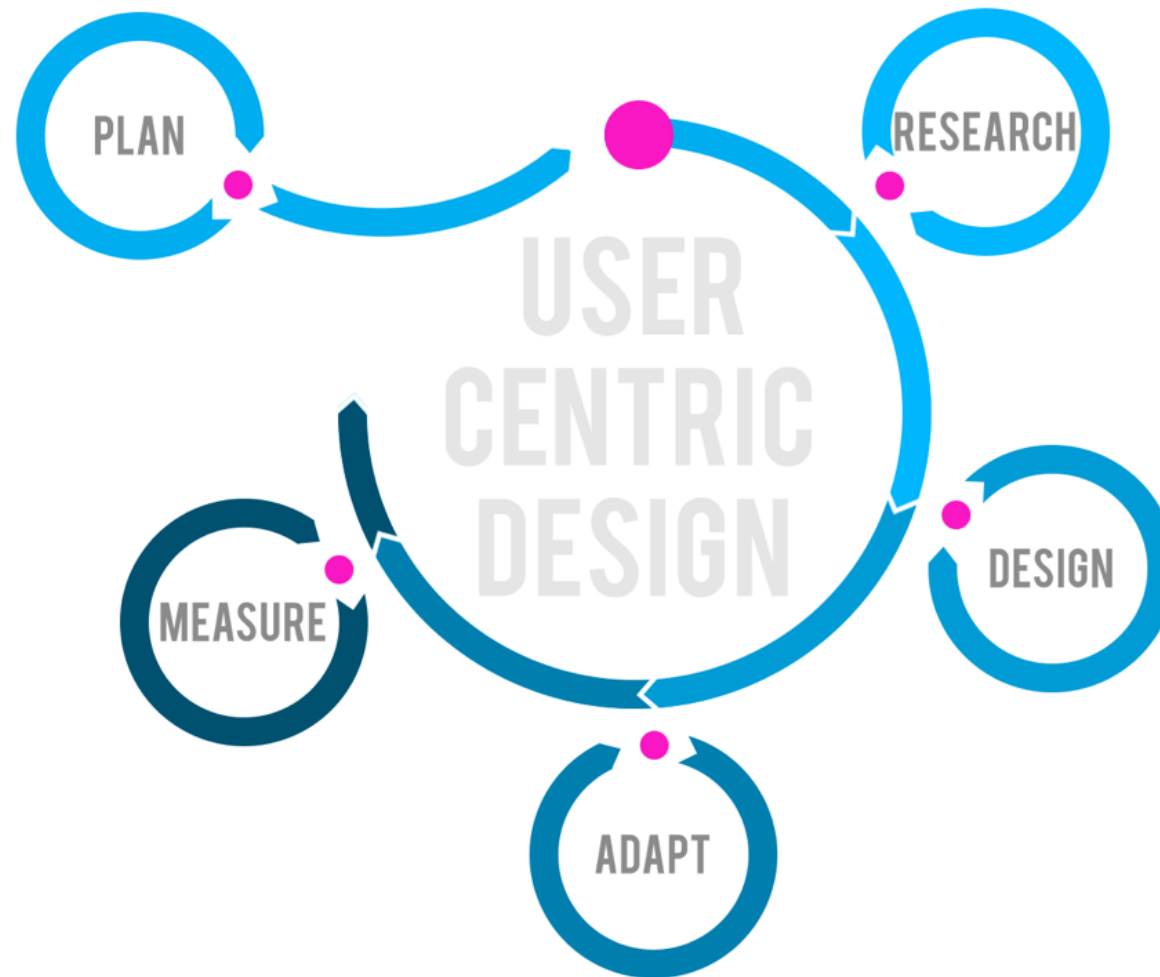 PLAN
RESEARCH
USER
CENTRIC
DESIGN
DESIGN
MEASURE
ADAPT